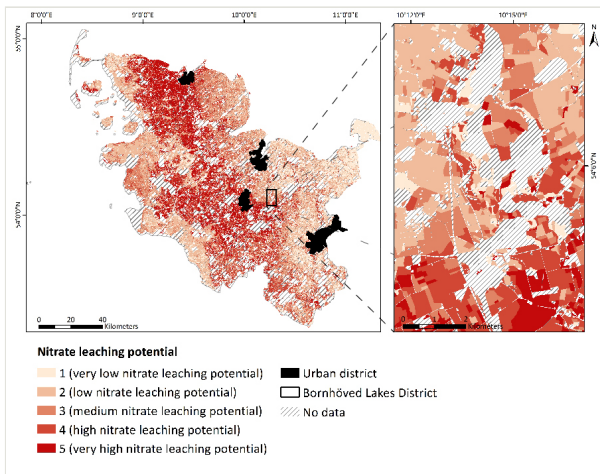 8°0'0"E 9°0'0"E 10°0'0"E 11°0'0"E
10°12'0"E 10°15'0"E
N
55°0'0"N
54°0'0"N
54°6'0"N
0 20 40
Kilometers
0 1 2
Kilometers
Nitrate leaching potential
1 (very low nitrate leaching potential)
2 (low nitrate leaching potential)
3 (medium nitrate leaching potential)
4 (high nitrate leaching potential)
5 (very high nitrate leaching potential)
Urban district
Bornhöved Lakes District
No data